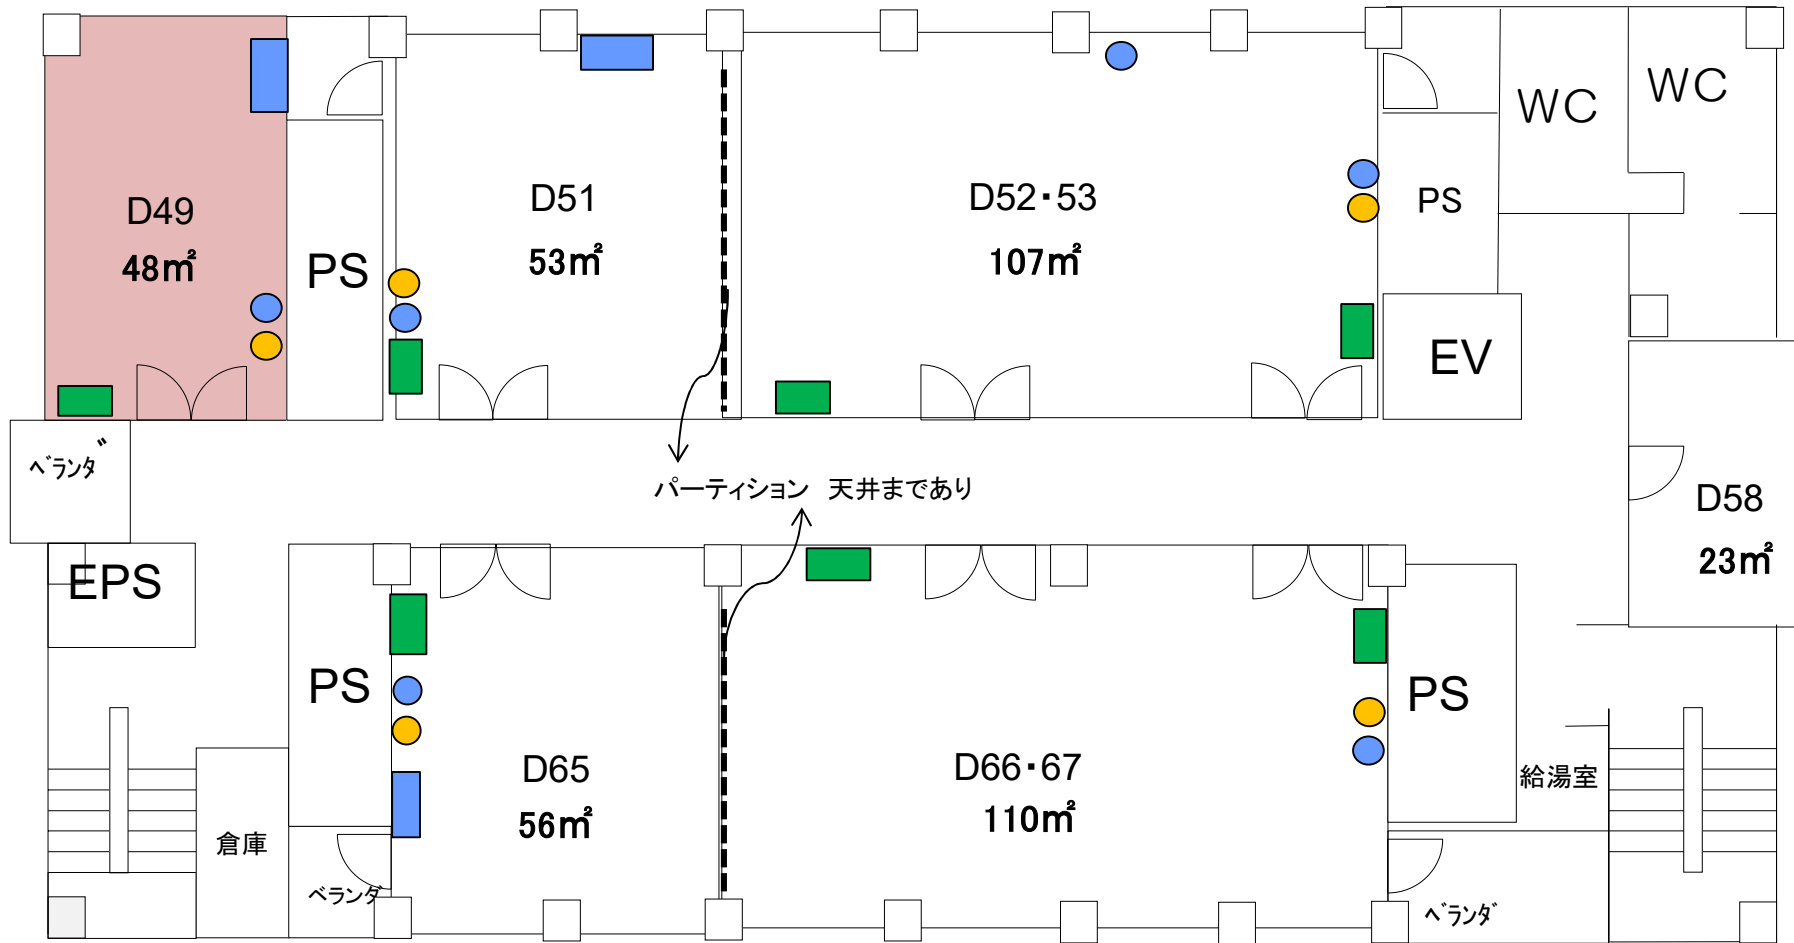 WC
WC
D49
48㎡
PS
D51
53㎡
D52・53
107㎡
PS
EV
ベランダ
パーティション 天井まであり
D58
23㎡
EPS
PS
D65
56㎡
D66・67
110㎡
PS
給湯室
倉庫
ベランダ
ベランダ